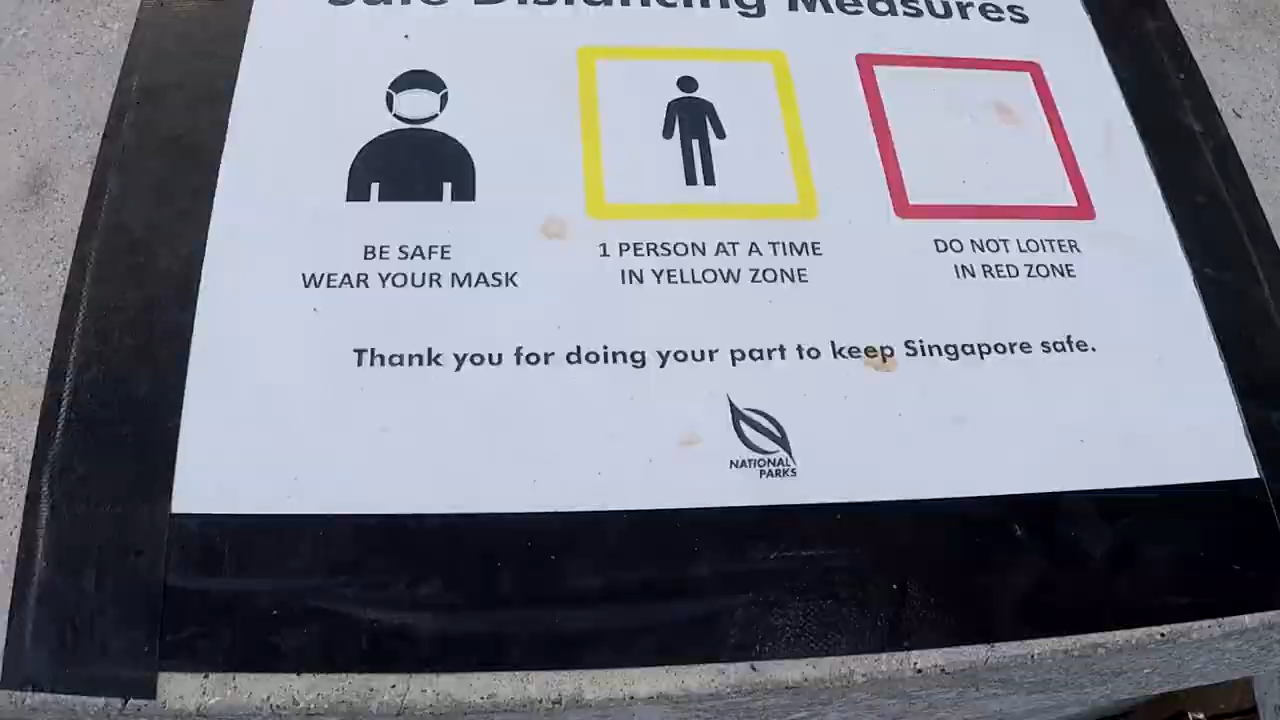 Safe Distancing Measures
BE SAFE
WEAR YOUR MASK
1 PERSON AT A TIME
IN YELLOW ZONE
DO NOT LOITER
IN RED ZONE
Thank you for doing your part to keep Singapore safe.
NATIONAL
PARKS